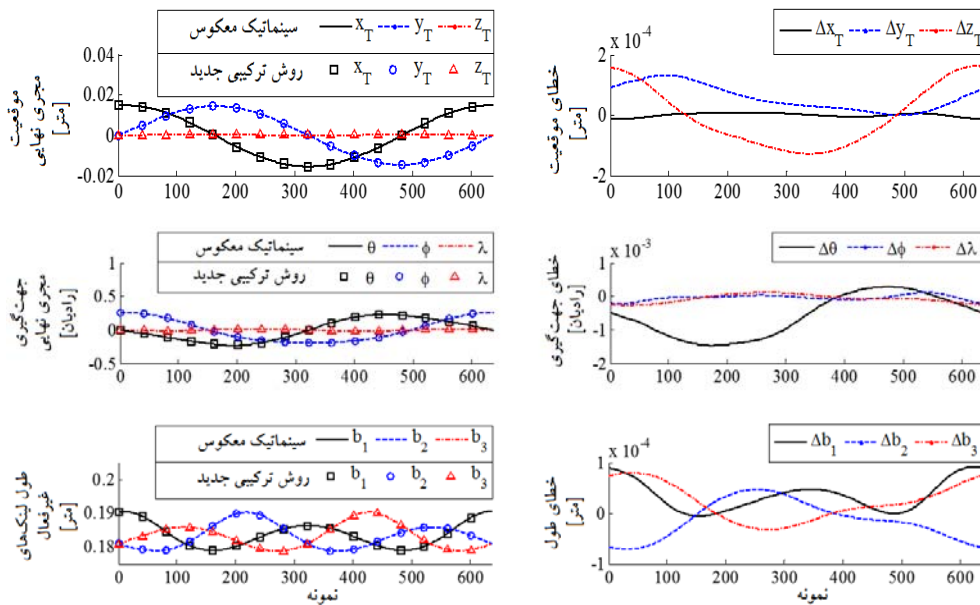 سینماتیک معکوس x_T y_T z_T
روش ترکیبی جدید x_T y_T z_T
موقعیت
مجری نهایی
[متر]
0.04
0.02
0
-0.02
0 100 200 300 400 500 600
Δx_T Δy_T Δz_T
x 10^-4
خطای موقعیت
[متر]
2
0
-2
0 100 200 300 400 500 600
سینماتیک معکوس θ ϕ λ
روش ترکیبی جدید θ ϕ λ
جهت‌گیری
مجری نهایی
[رادیان]
1
0.5
0
-0.5
0 100 200 300 400 500 600
Δθ Δϕ Δλ
x 10^-3
خطای جهت‌گیری
[رادیان]
1
0
-1
-2
0 100 200 300 400 500 600
سینماتیک معکوس b_1 b_2 b_3
روش ترکیبی جدید b_1 b_2 b_3
طول لینک‌های
غیرفعال
[متر]
0.2
0.19
0.18
0 100 200 300 400 500 600
نمونه
Δb_1 Δb_2 Δb_3
x 10^-4
خطای طول
[متر]
1
0
-1
0 100 200 300 400 500 600
نمونه